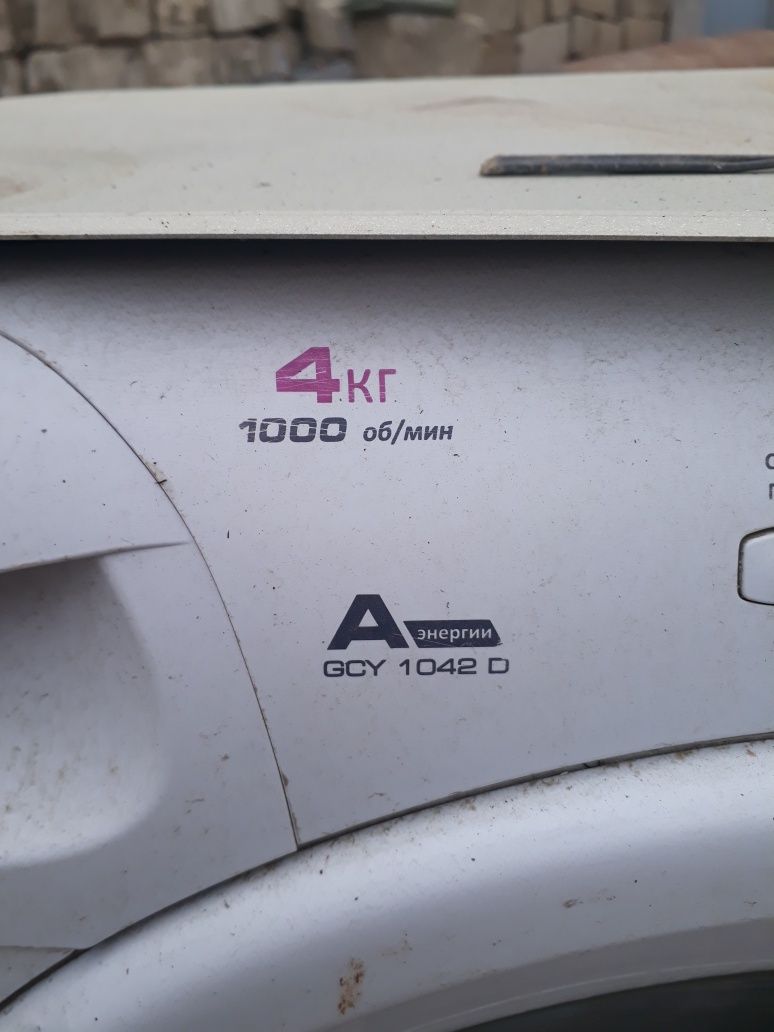 4кг
1000 об/мин
А энергии
GCY 1042 D